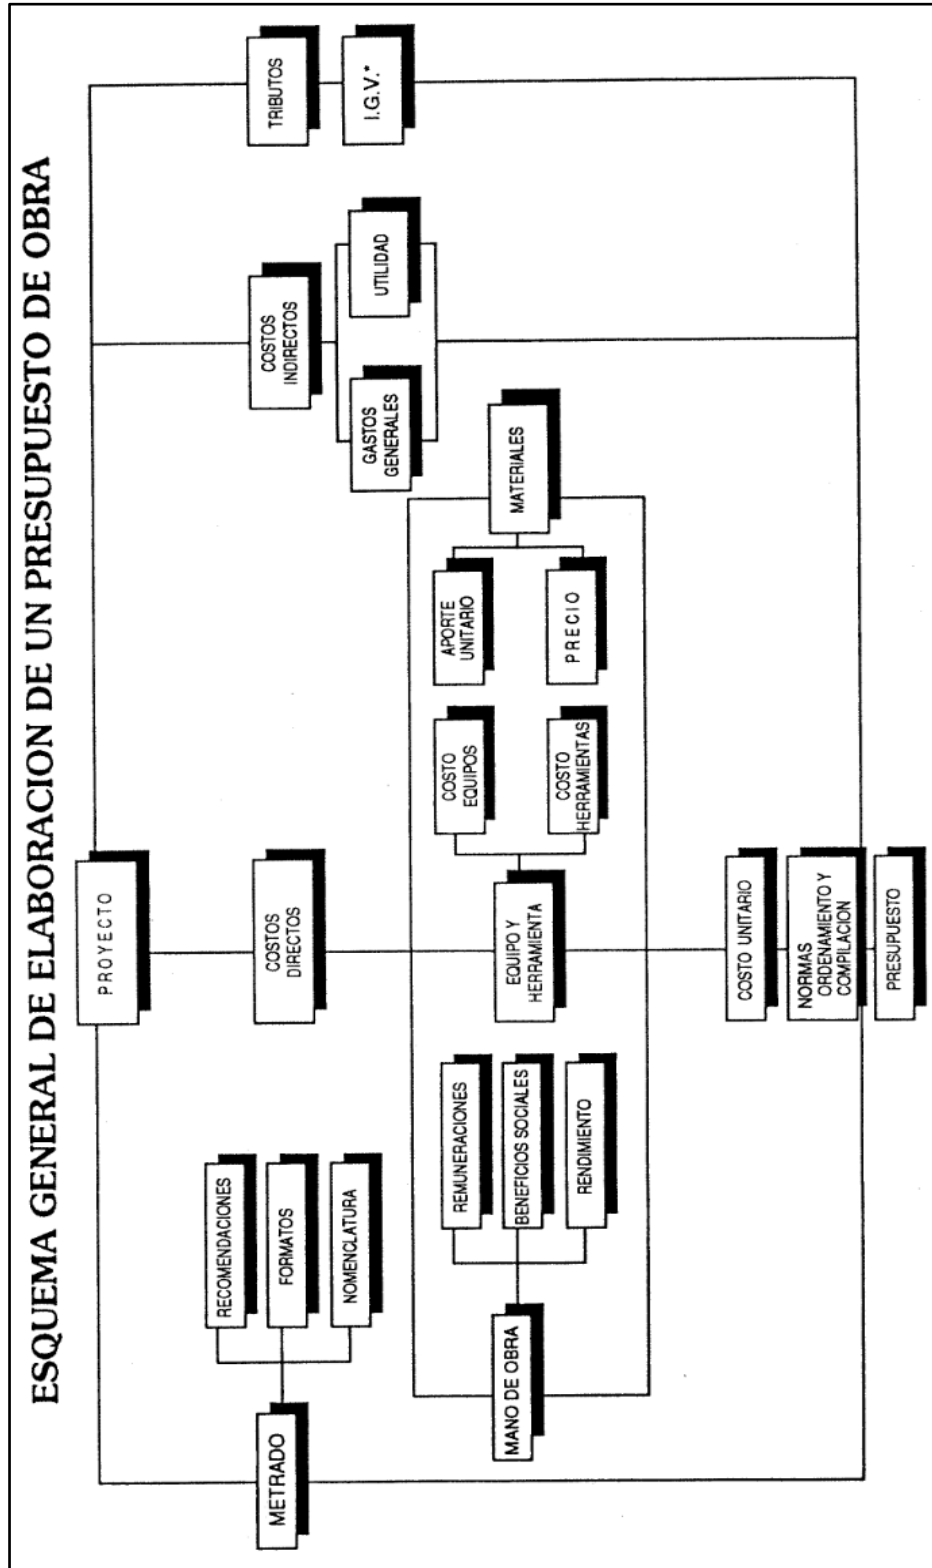 ESQUEMA GENERAL DE ELABORACION DE UN PRESUPUESTO DE OBRA
PROYECTO
METRADO
RECOMENDACIONES
FORMATOS
NOMENCLATURA
COSTOS
DIRECTOS
COSTOS
INDIRECTOS
GASTOS
GENERALES
UTILIDAD
TRIBUTOS
I.G.V.*
MANO DE OBRA
REMUNERACIONES
BENEFICIOS SOCIALES
RENDIMIENTO
EQUIPO Y
HERRAMIENTA
COSTO
EQUIPOS
COSTO
HERRAMIENTAS
MATERIALES
APORTE
UNITARIO
PRECIO
COSTO UNITARIO
NORMAS
ORDENAMIENTO Y
COMPILACION
PRESUPUESTO